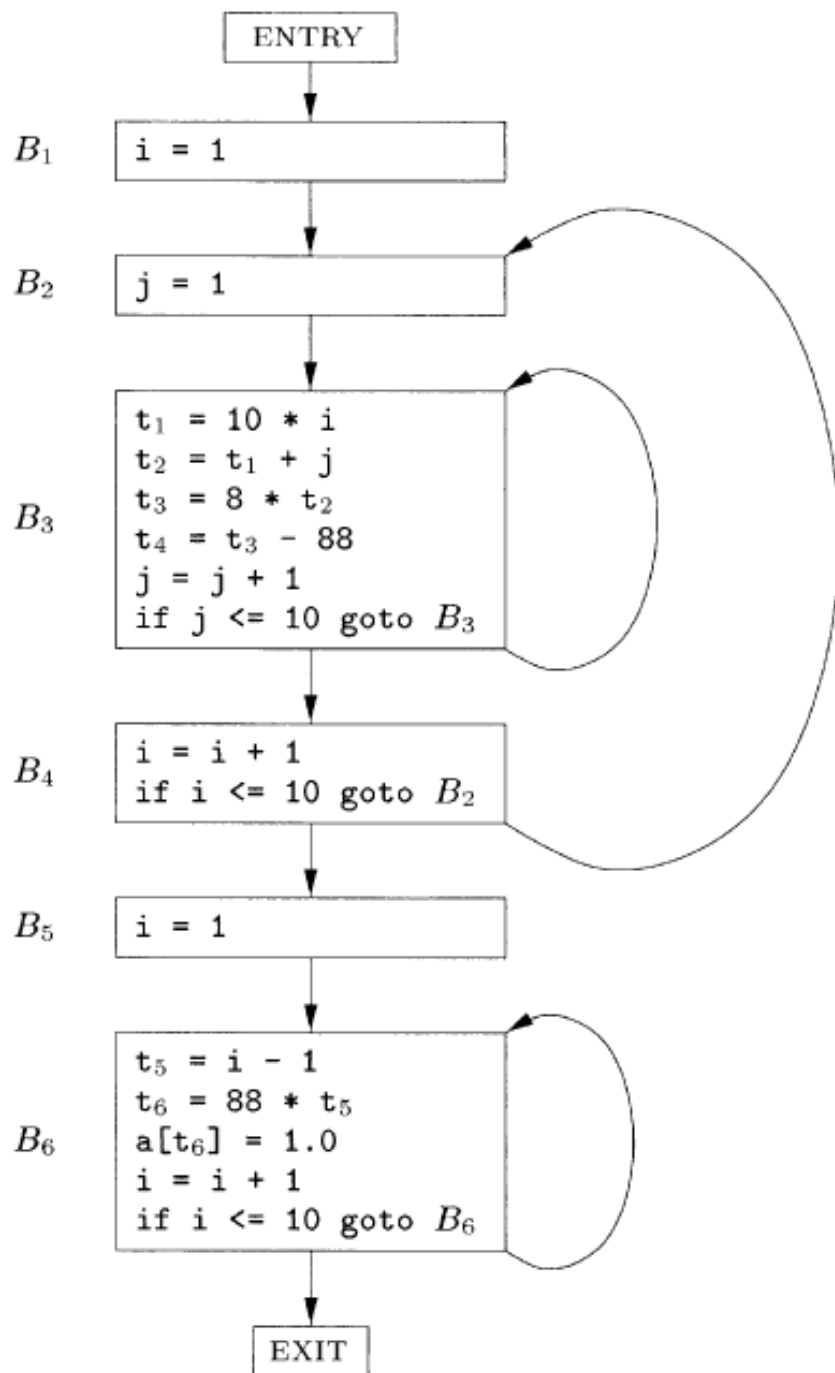 ENTRY
B₁
i = 1
B₂
j = 1
B₃
t₁ = 10 * i
t₂ = t₁ + j
t₃ = 8 * t₂
t₄ = t₃ - 88
j = j + 1
if j <= 10 goto B₃
B₄
i = i + 1
if i <= 10 goto B₂
B₅
i = 1
B₆
t₅ = i - 1
t₆ = 88 * t₅
a[t₆] = 1.0
i = i + 1
if i <= 10 goto B₆
EXIT